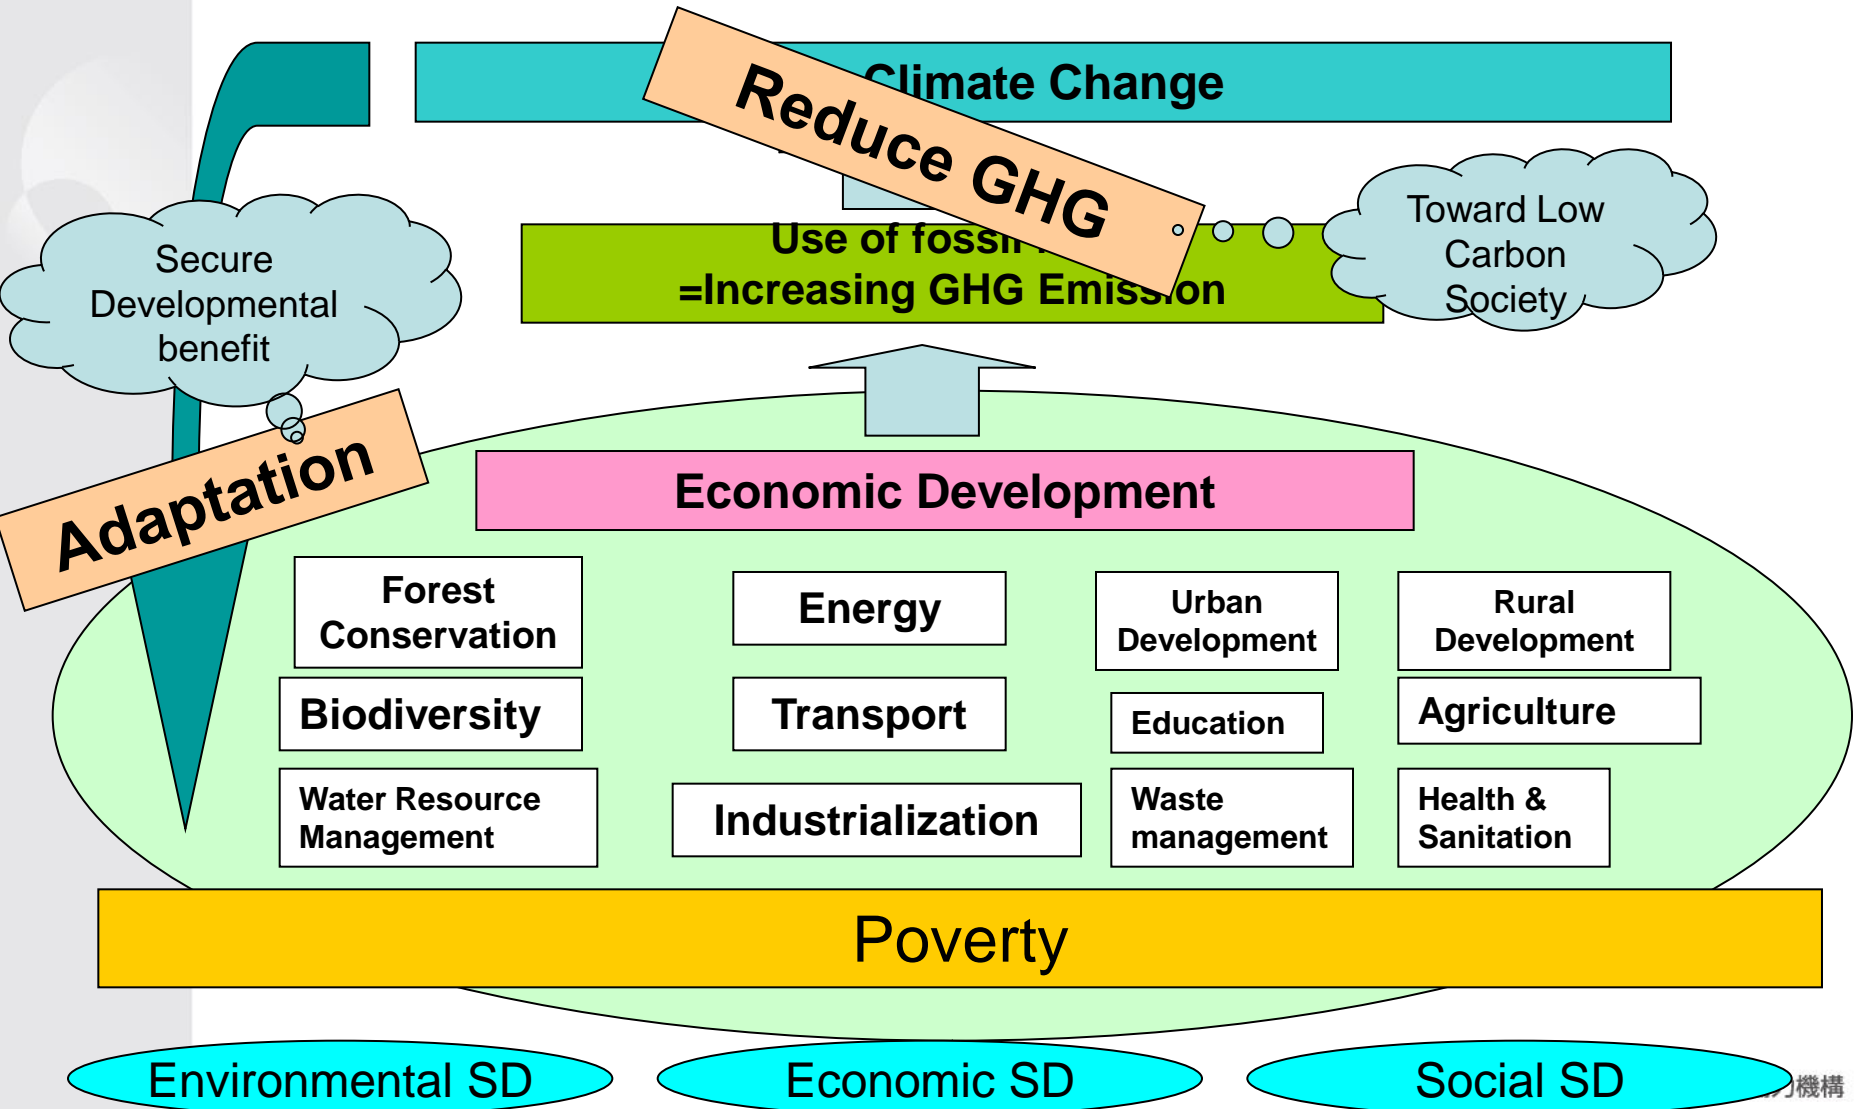 Climate Change
Reduce GHG
Toward Low
Carbon
Society
Secure
Developmental
benefit
Use of
=Increasing GHG Emission
Adaptation
Economic Development
Forest
Conservation
Energy
Urban
Development
Rural
Development
Biodiversity
Transport
Education
Agriculture
Water Resource
Management
Industrialization
Waste
management
Health &
Sanitation
Poverty
Environmental SD
Economic SD
Social SD
機構